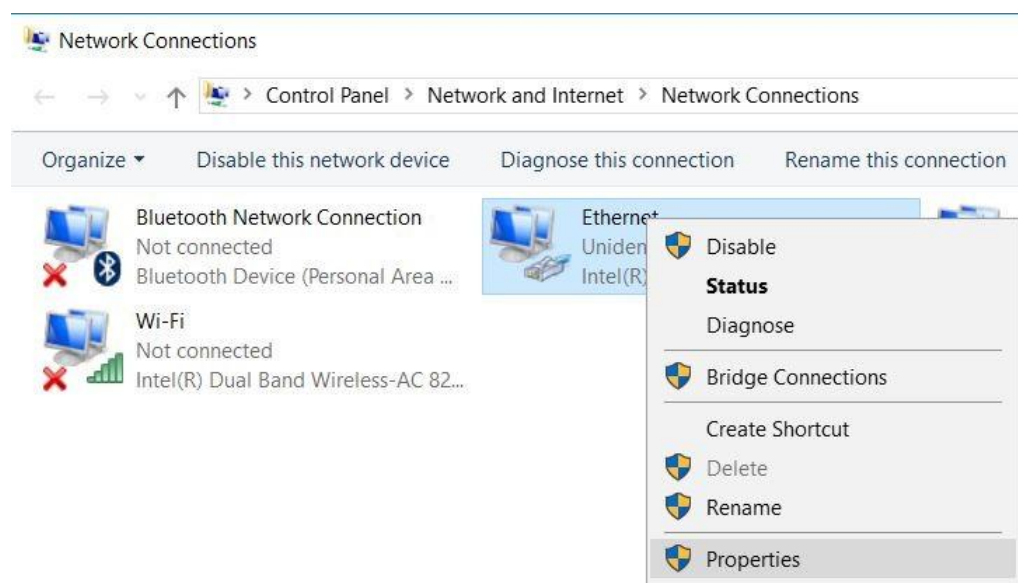 Network Connections
Control Panel > Network and Internet > Network Connections
Organize Disable this network device Diagnose this connection Rename this connection
Bluetooth Network Connection
Not connected
Bluetooth Device (Personal Area ...
Wi-Fi
Not connected
Intel(R) Dual Band Wireless-AC 82...
Ethernet
Uniden
Intel(R)
Disable
Status
Diagnose
Bridge Connections
Create Shortcut
Delete
Rename
Properties